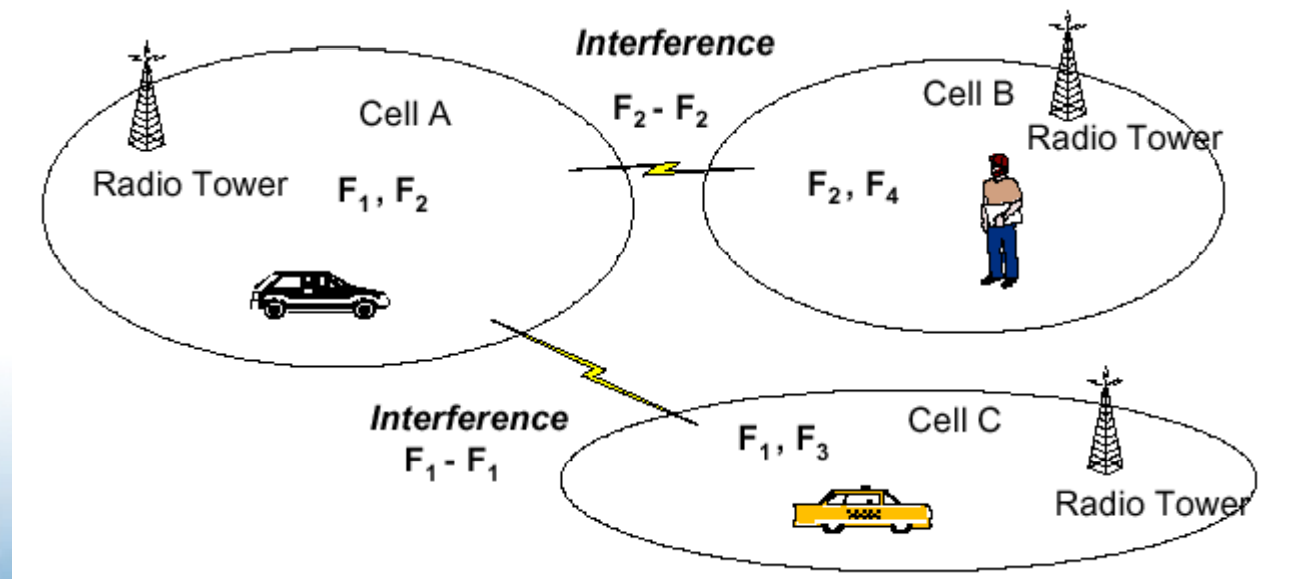 Interference
F₂ - F₂
Cell A
Cell B
Radio Tower
Radio Tower
F₁ , F₂
F₂ , F₄
Interference
F₁ - F₁
Cell C
F₁ , F₃
Radio Tower